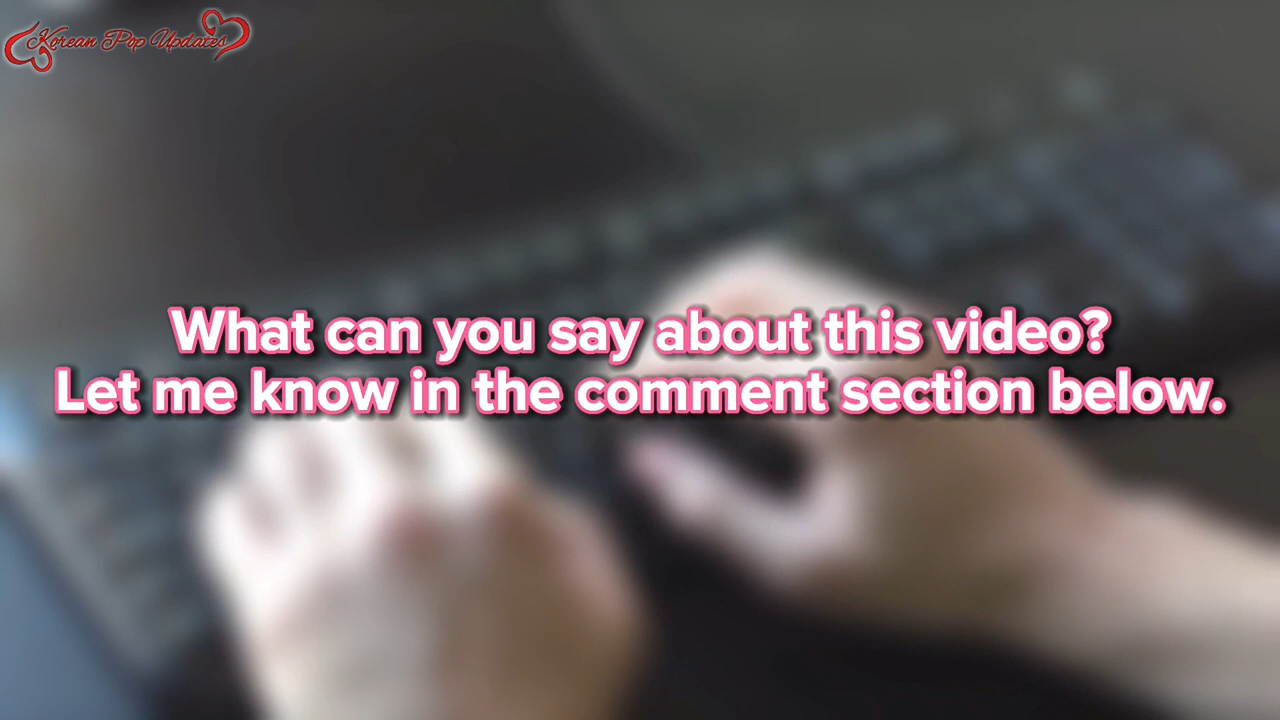 Korean Pop Updates
What can you say about this video?
Let me know in the comment section below.